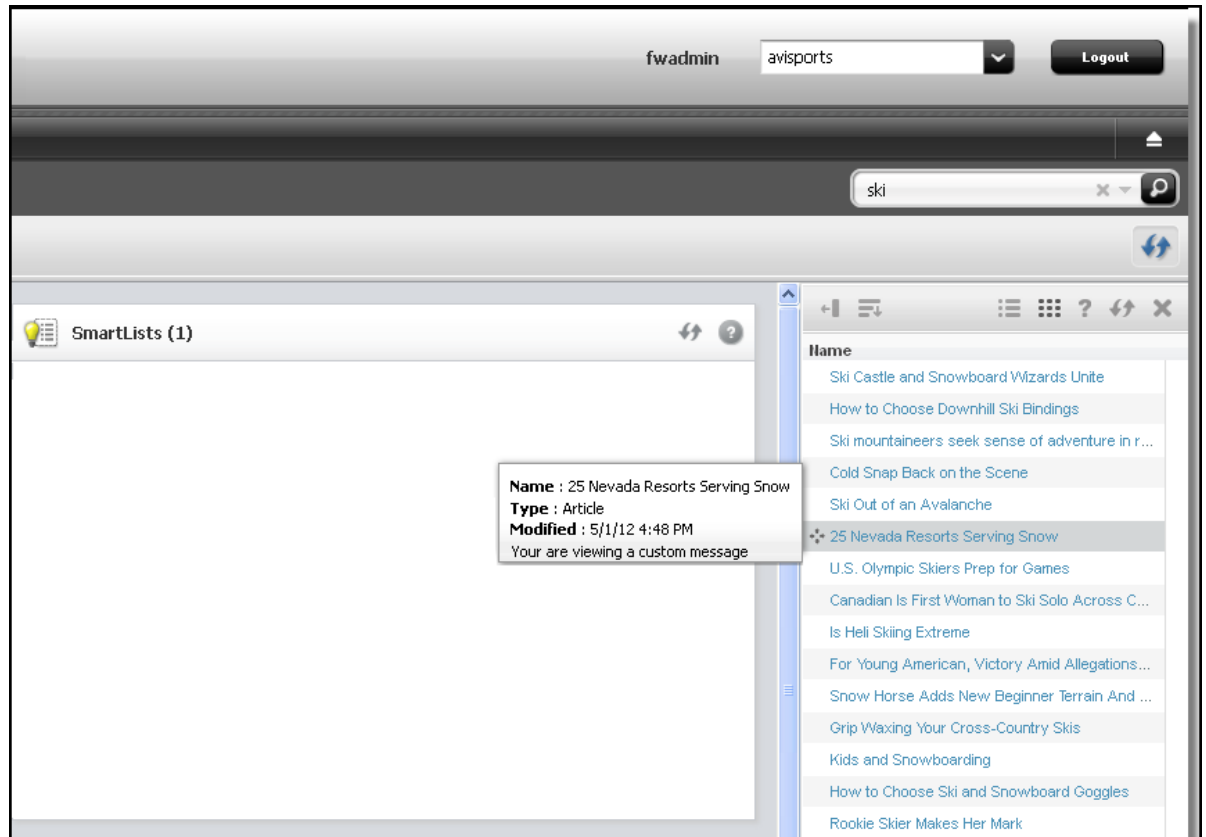 fwadmin
avisports
Logout
ski
SmartLists (1)
?
?
Name
Ski Castle and Snowboard Wizards Unite
How to Choose Downhill Ski Bindings
Ski mountaineers seek sense of adventure in r...
Cold Snap Back on the Scene
Ski Out of an Avalanche
25 Nevada Resorts Serving Snow
U.S. Olympic Skiers Prep for Games
Canadian Is First Woman to Ski Solo Across C...
Is Heli Skiing Extreme
For Young American, Victory Amid Allegations...
Snow Horse Adds New Beginner Terrain And ...
Grip Waxing Your Cross-Country Skis
Kids and Snowboarding
How to Choose Ski and Snowboard Goggles
Rookie Skier Makes Her Mark
Name : 25 Nevada Resorts Serving Snow
Type : Article
Modified : 5/1/12 4:48 PM
Your are viewing a custom message